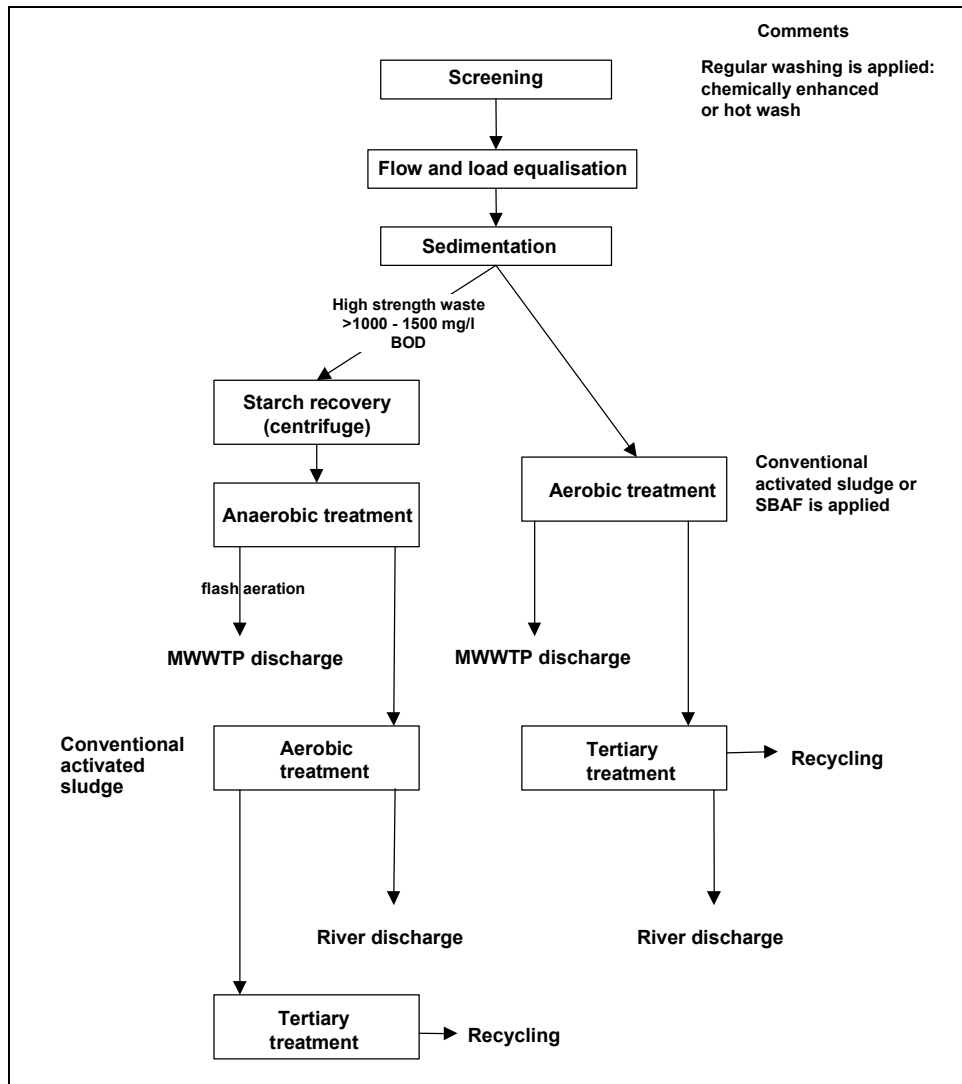 Comments
Screening
Regular washing is applied:
chemically enhanced
or hot wash
Flow and load equalisation
Sedimentation
High strength waste
>1000 - 1500 mg/l
BOD
Starch recovery
(centrifuge)
Aerobic treatment
Conventional
activated sludge or
SBAF is applied
Anaerobic treatment
flash aeration
MWWTP discharge
MWWTP discharge
Conventional
activated
sludge
Aerobic
treatment
Tertiary
treatment
Recycling
River discharge
River discharge
Tertiary
treatment
Recycling